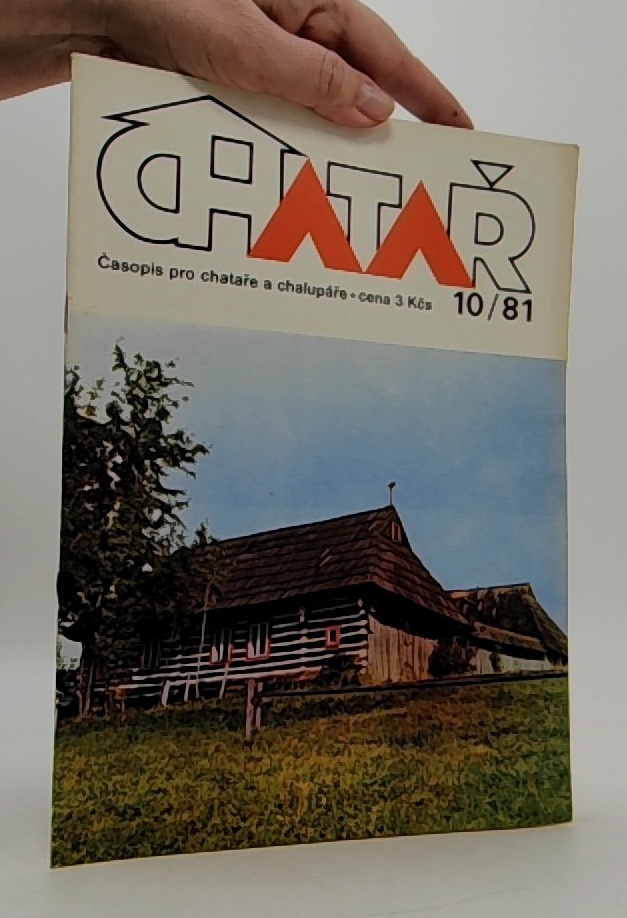 CHATAŘ
Časopis pro chataře a chalupáře • cena 3 Kčs 10/81